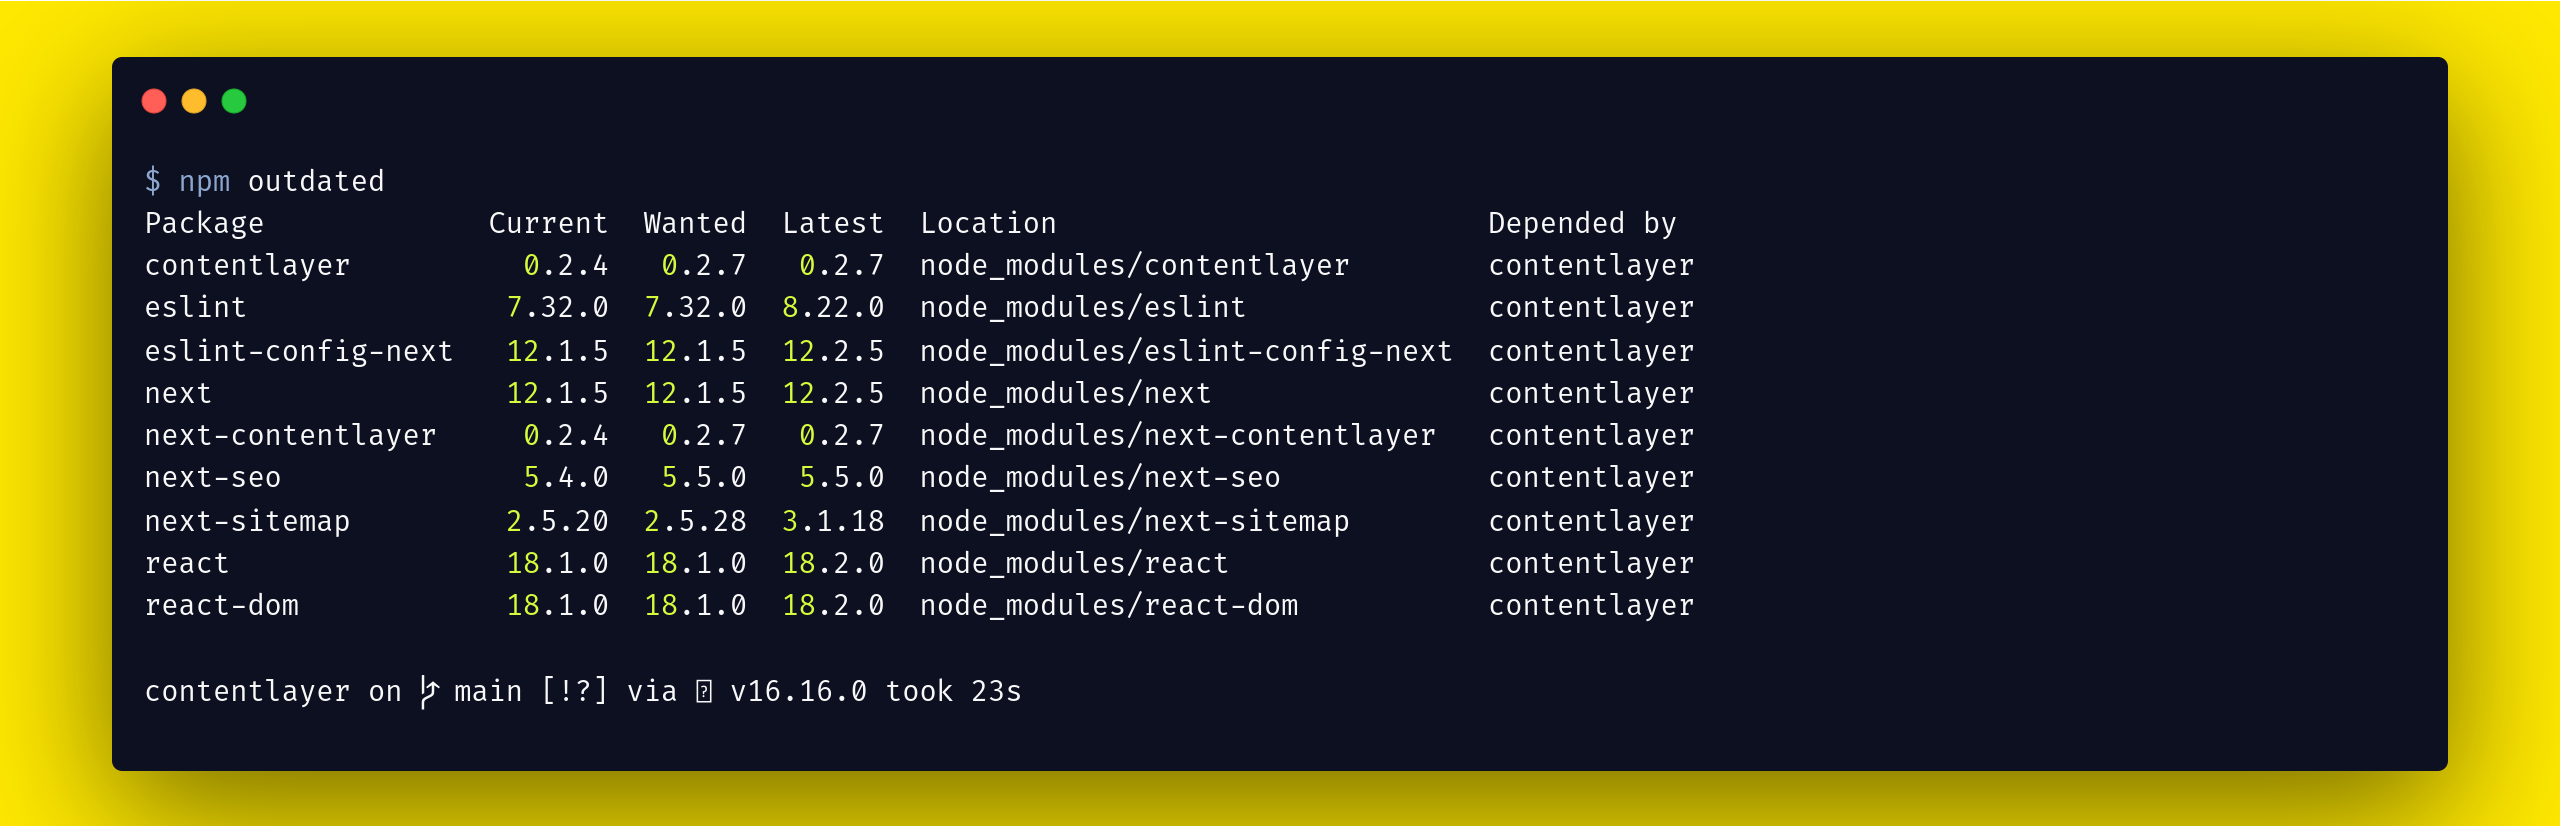 $ npm outdated
Package Current Wanted Latest Location Depended by
contentlayer 0.2.4 0.2.7 0.2.7 node_modules/contentlayer contentlayer
eslint 7.32.0 7.32.0 8.22.0 node_modules/eslint contentlayer
eslint-config-next 12.1.5 12.1.5 12.2.5 node_modules/eslint-config-next contentlayer
next 12.1.5 12.1.5 12.2.5 node_modules/next contentlayer
next-contentlayer 0.2.4 0.2.7 0.2.7 node_modules/next-contentlayer contentlayer
next-seo 5.4.0 5.5.0 5.5.0 node_modules/next-seo contentlayer
next-sitemap 2.5.20 2.5.28 3.1.18 node_modules/next-sitemap contentlayer
react 18.1.0 18.1.0 18.2.0 node_modules/react contentlayer
react-dom 18.1.0 18.1.0 18.2.0 node_modules/react-dom contentlayer
contentlayer on main [!?] via v16.16.0 took 23s